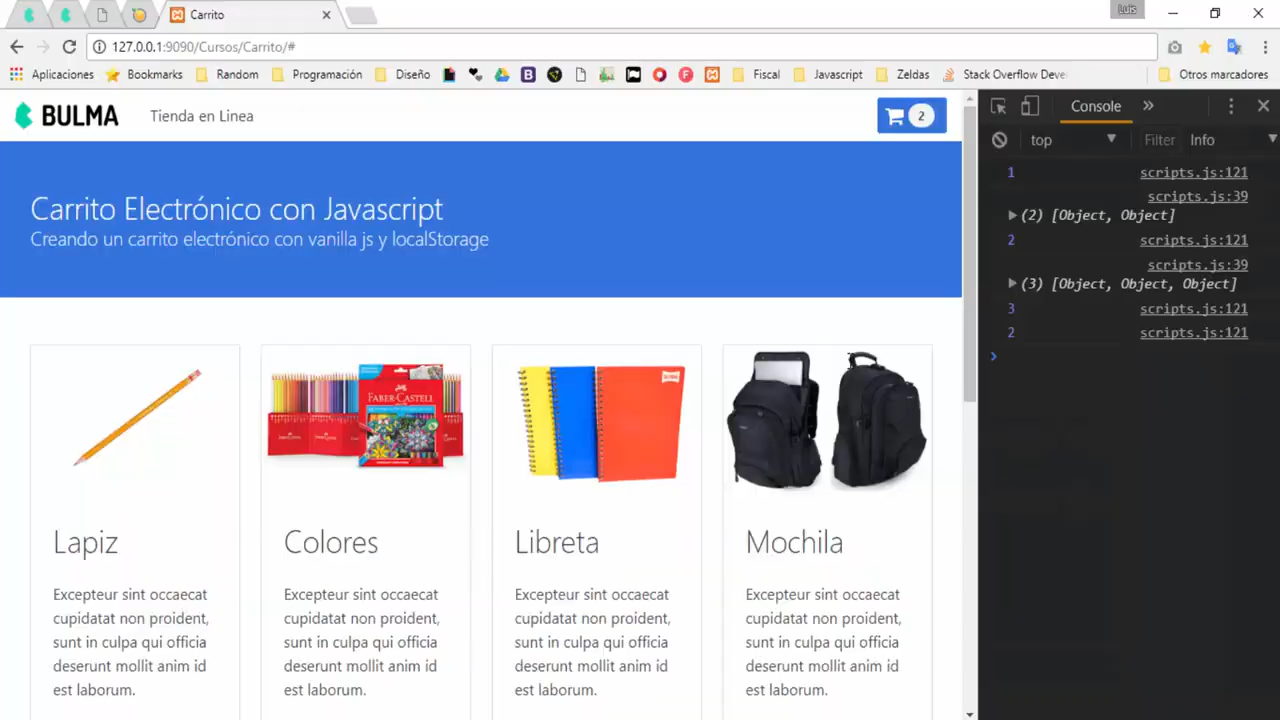 Carrito
Luis
127.0.0.1:9090/Cursos/Carrito/#
Aplicaciones Bookmarks Random Programación Diseño Fiscal Javascript Zeldas Stack Overflow Deve Otros marcadores
BULMA Tienda en Linea 2
Carrito Electrónico con Javascript
Creando un carrito electrónico con vanilla js y localStorage
FABER-CASTELL
Lapiz
Excepteur sint occaecat
cupidatat non proident,
sunt in culpa qui officia
deserunt mollit anim id
est laborum.
Colores
Excepteur sint occaecat
cupidatat non proident,
sunt in culpa qui officia
deserunt mollit anim id
est laborum.
Libreta
Excepteur sint occaecat
cupidatat non proident,
sunt in culpa qui officia
deserunt mollit anim id
est laborum.
Mochila
Excepteur sint occaecat
cupidatat non proident,
sunt in culpa qui officia
deserunt mollit anim id
est laborum.
Console »
top Filter Info
1 scripts.js:121
scripts.js:39
(2) [Object, Object]
2 scripts.js:121
scripts.js:39
(3) [Object, Object, Object]
3 scripts.js:121
2 scripts.js:121